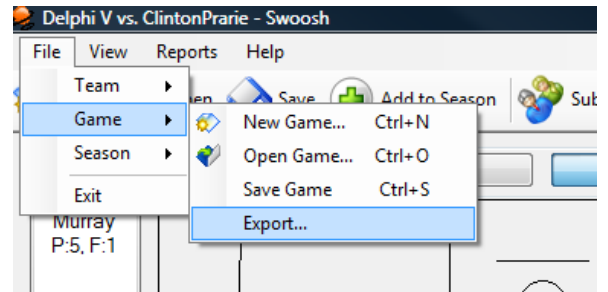 Delphi V vs. ClintonPrarie - Swoosh
File View Reports Help
Save Add to Season
Team
Game
Season
Exit
New Game... Ctrl+N
Open Game... Ctrl+O
Save Game Ctrl+S
Export...
Murray
P:5, F:1